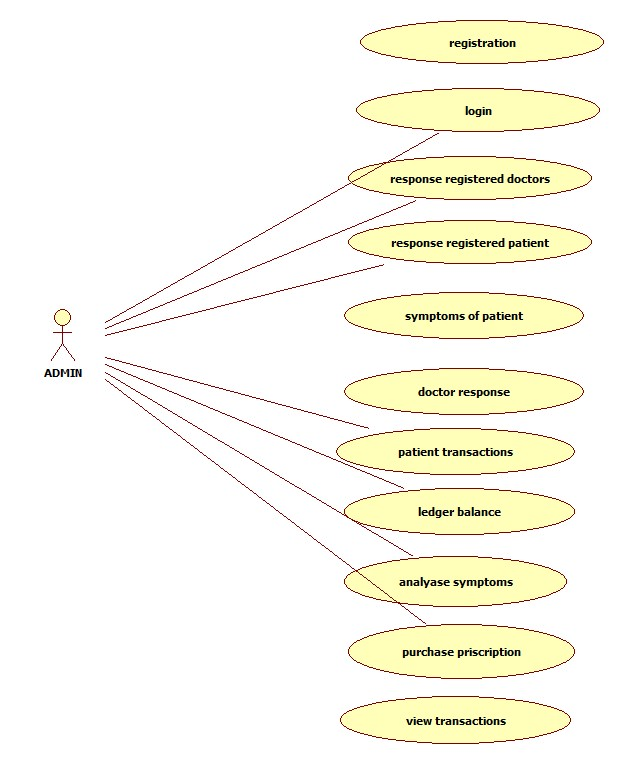 registration
login
response registered doctors
response registered patient
symptoms of patient
ADMIN
doctor response
patient transactions
ledger balance
analyase symptoms
purchase priscription
view transactions